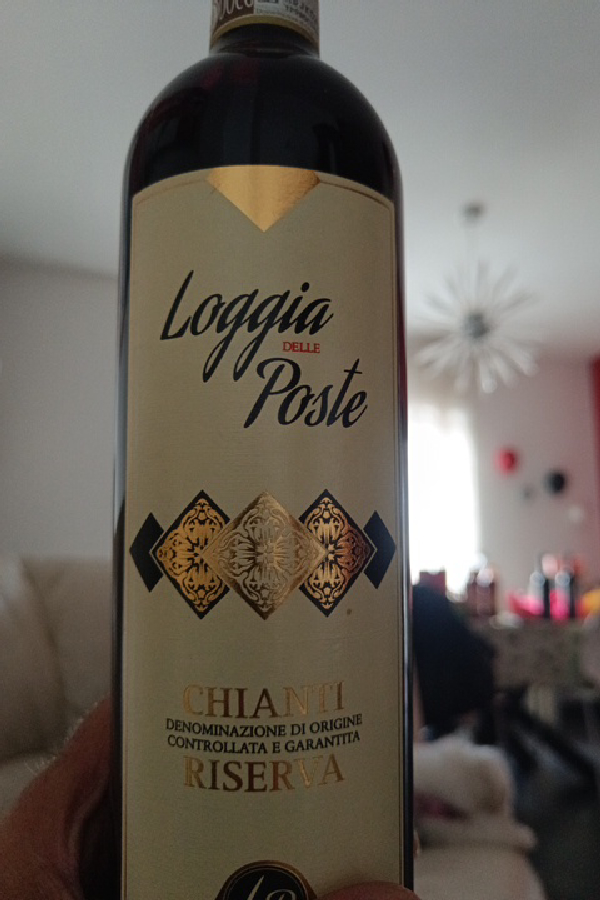 Loggia
DELLE
Poste
CHIANTI
DENOMINAZIONE DI ORIGINE
CONTROLLATA E GARANTITA
RISERVA